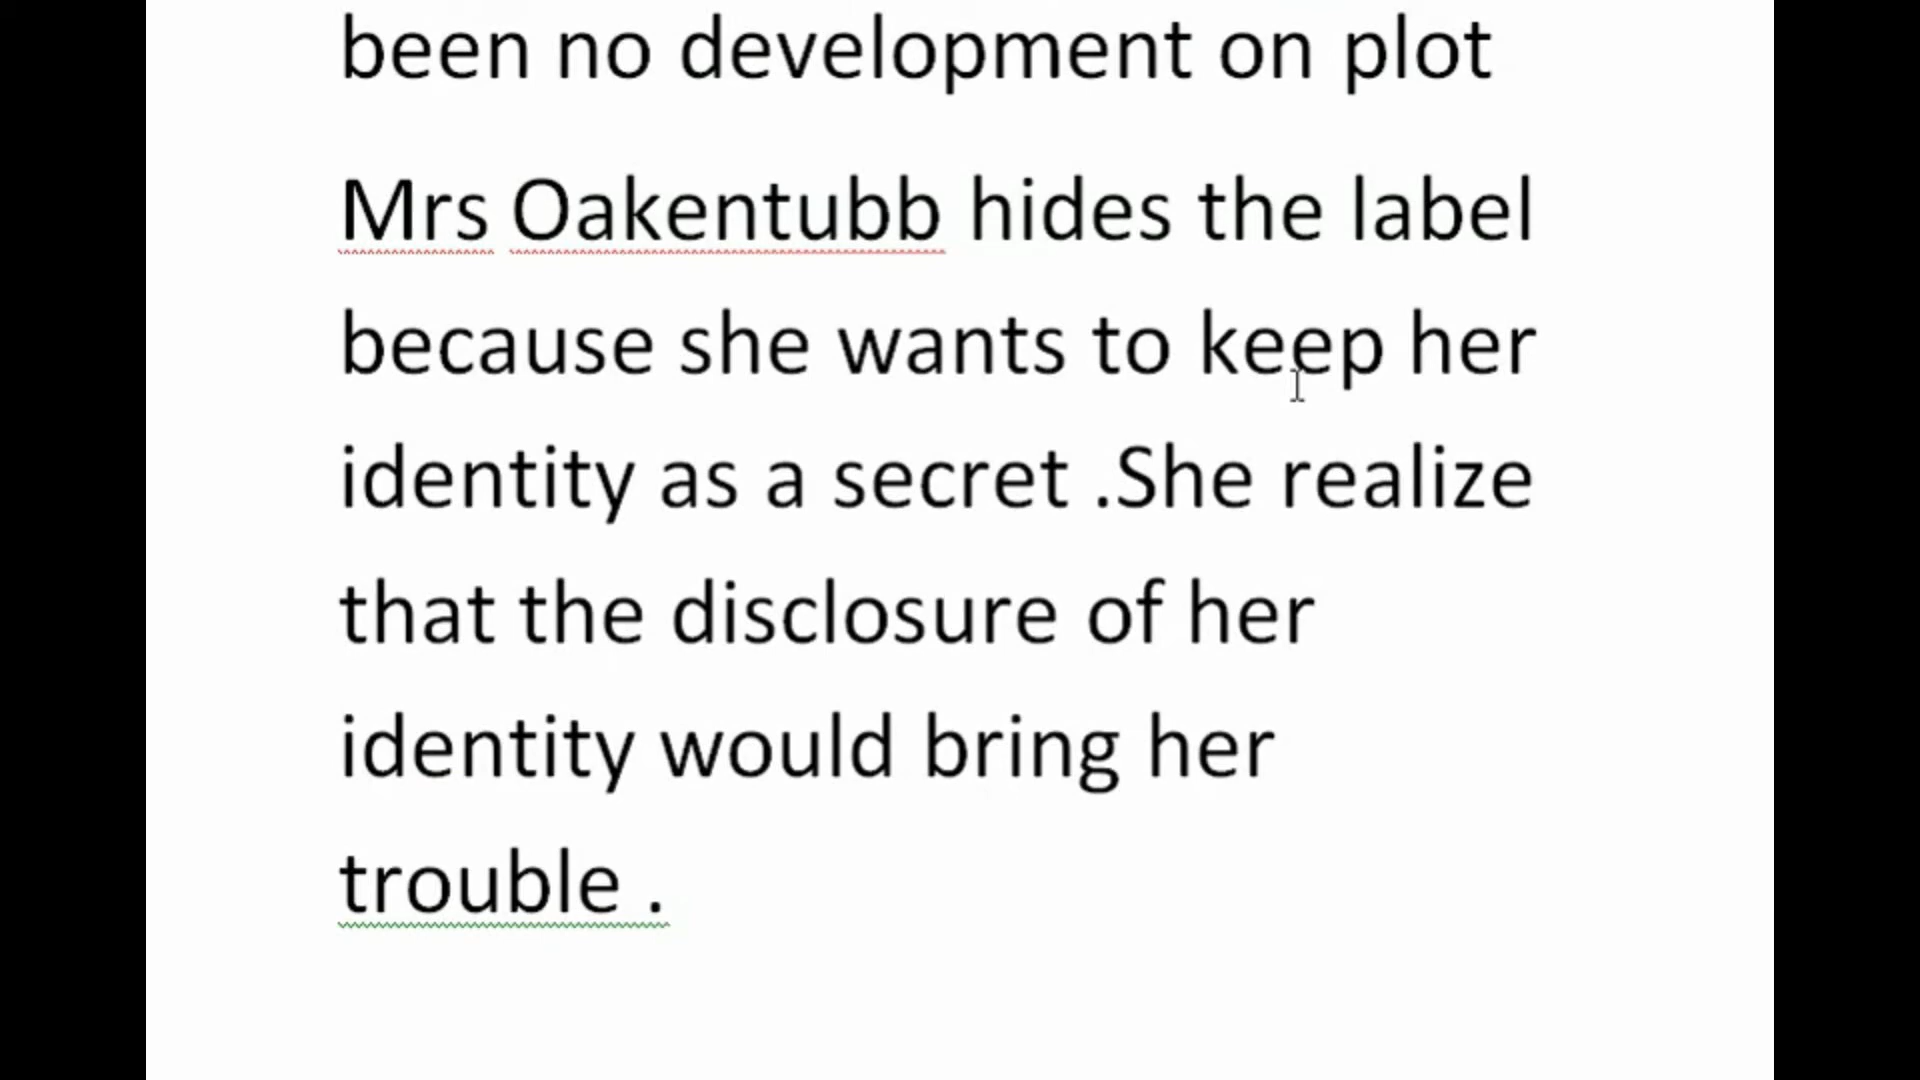 been no development on plot
Mrs Oakentubb hides the label
because she wants to keep her
identity as a secret .She realize
that the disclosure of her
identity would bring her
trouble .